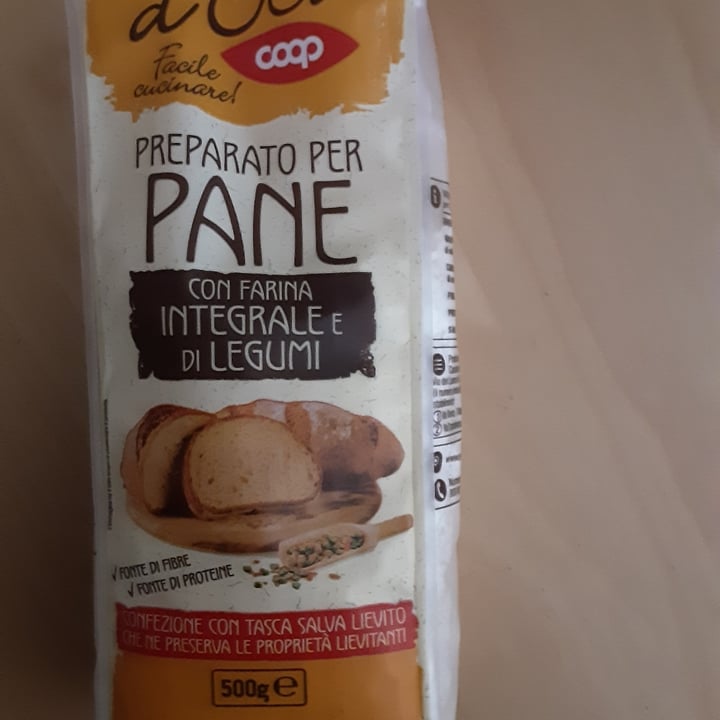 coop
Facile
cucinare!
PREPARATO PER
PANE
CON FARINA
INTEGRALE E
DI LEGUMI
√ FONTE DI FIBRE
√ FONTE DI PROTEINE
CONFEZIONE CON TASCA SALVA LIEVITO
CHE NE PRESERVA LE PROPRIETÀ LIEVITANTI
500g e